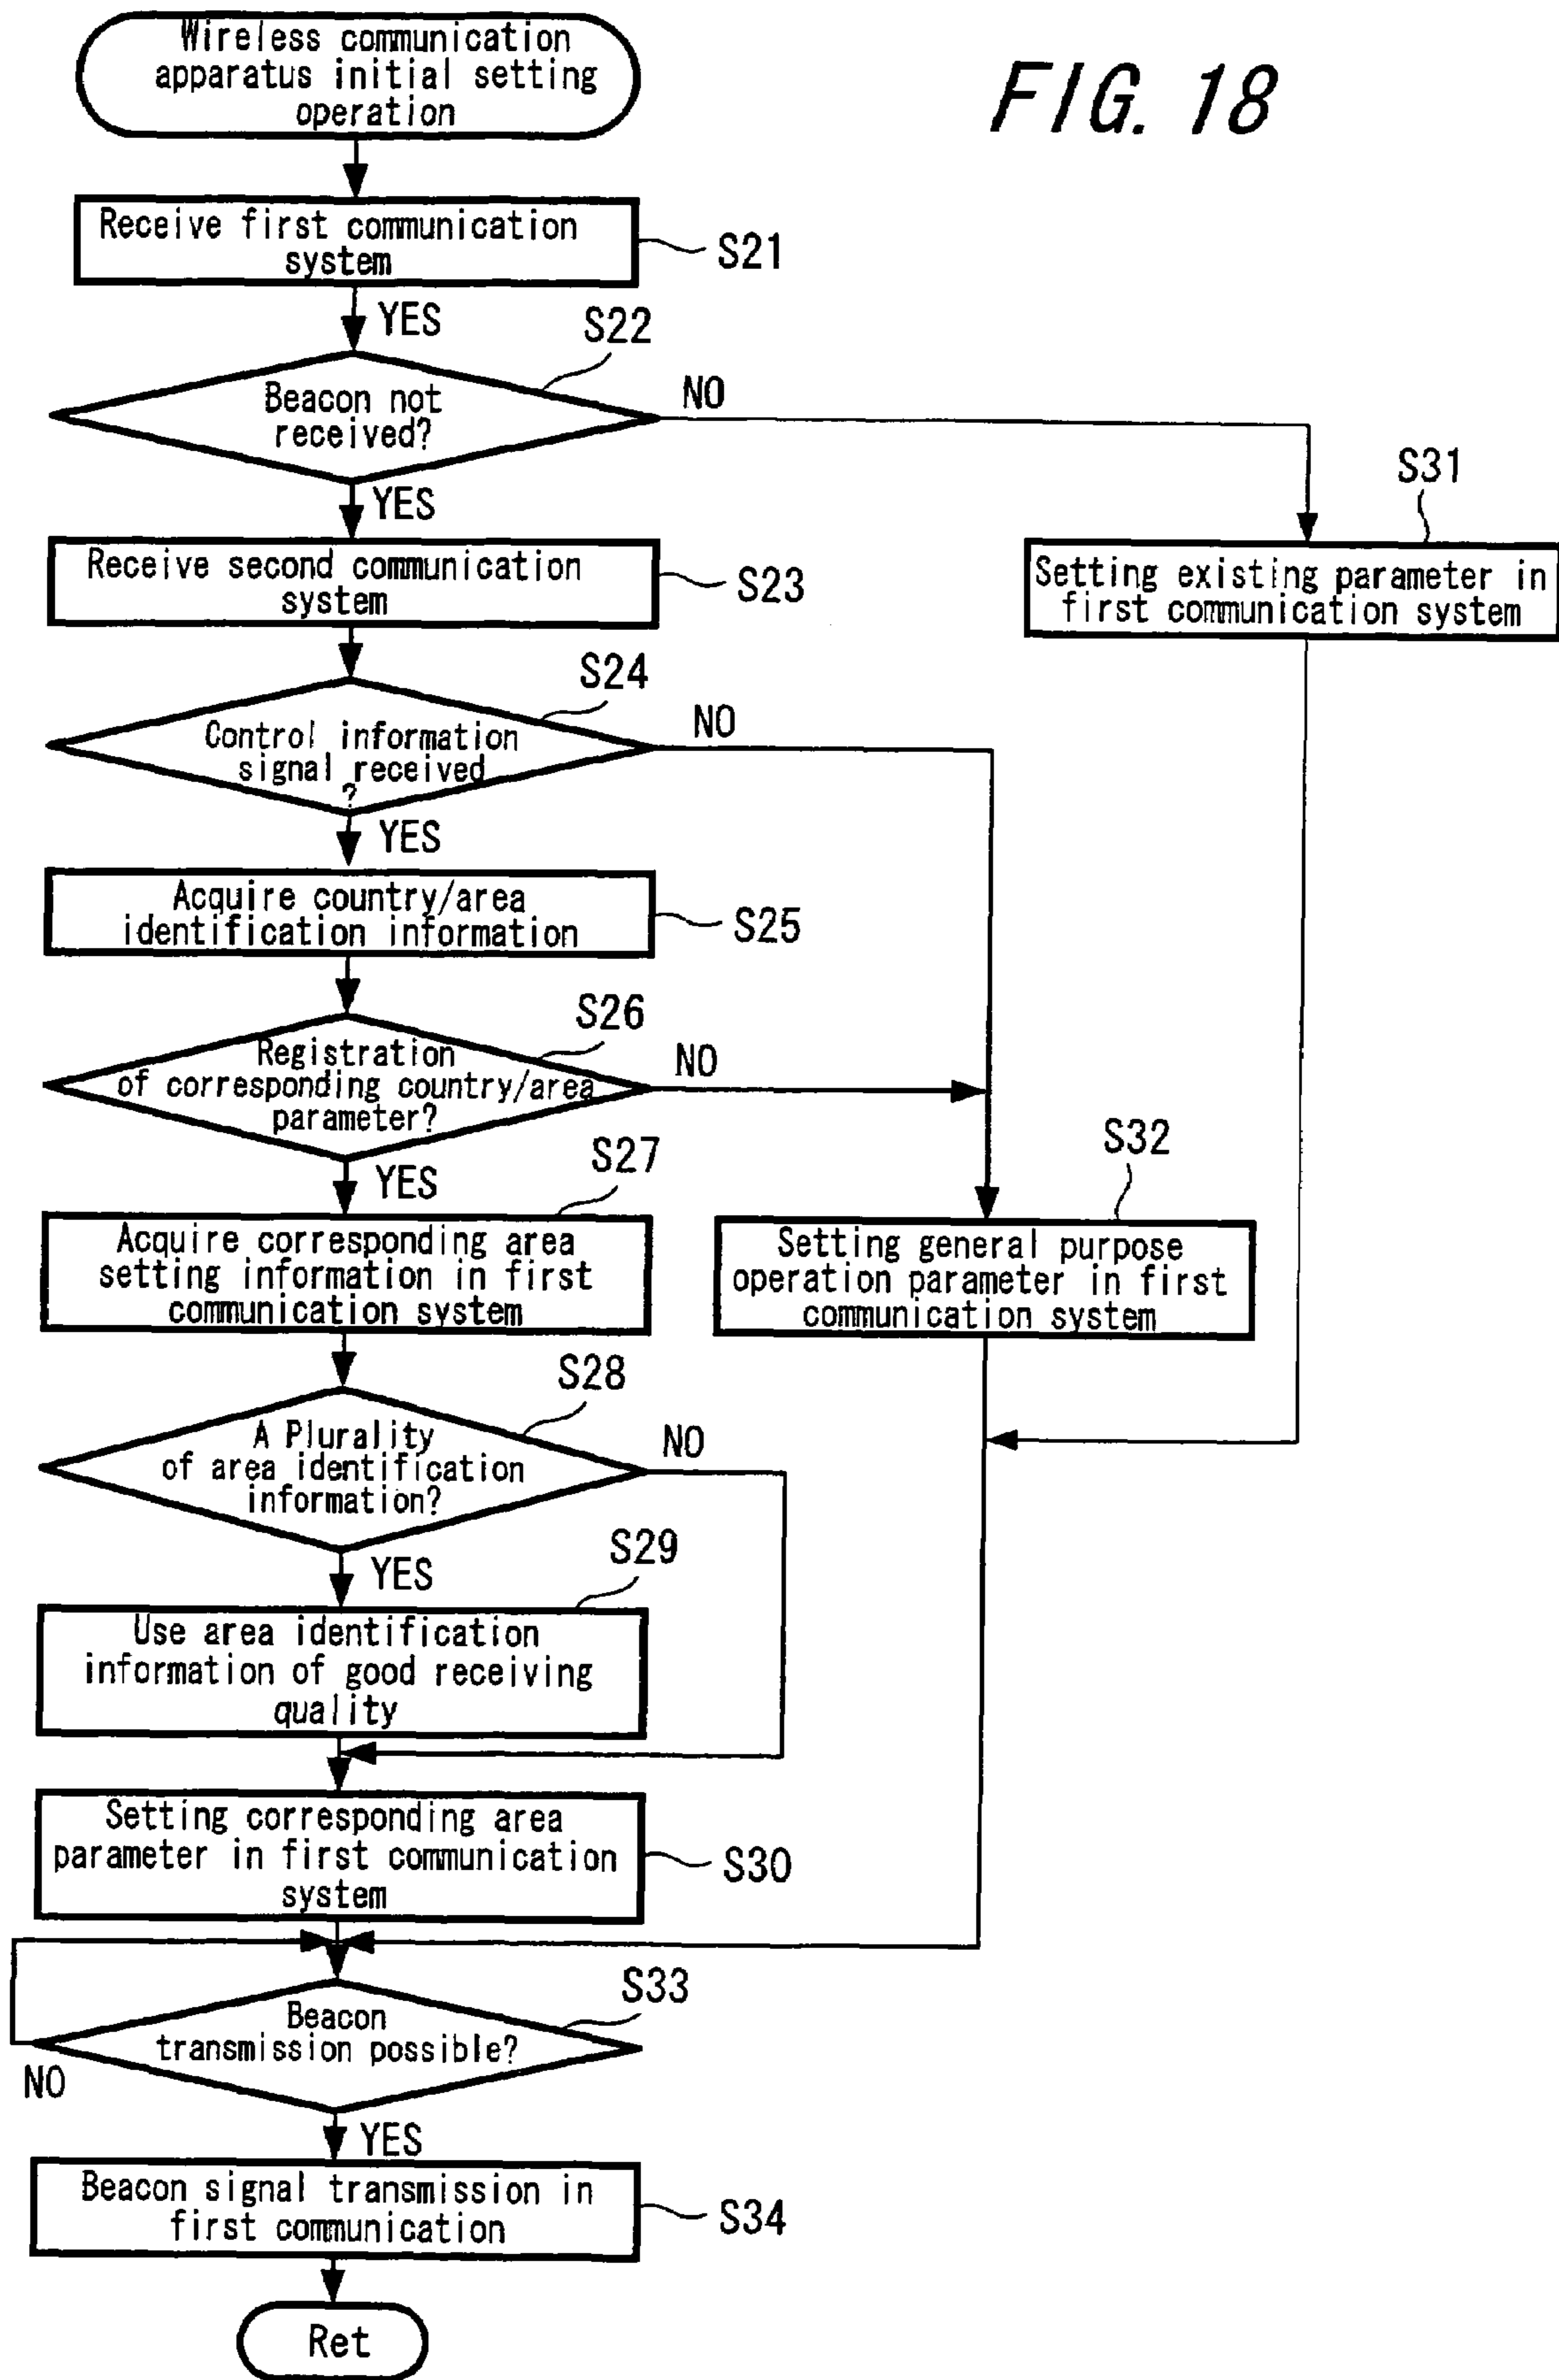 Wireless communication
apparatus initial setting
operation
FIG. 18
Receive first communication
system
S21
YES
S22
Beacon not
received?
NO
YES
S31
Receive second communication
system
S23
Setting existing parameter in
first communication system
S24
Control information
signal received
?
NO
YES
Acquire country/area
identification information
S25
S26
Registration
of corresponding country/area
parameter?
NO
YES
S27
S32
Acquire corresponding area
setting information in first
communication system
Setting general purpose
operation parameter in first
communication system
S28
A Plurality
of area identification
information?
NO
YES
S29
Use area identification
information of good receiving
quality
Setting corresponding area
parameter in first communication
system
S30
S33
Beacon
transmission possible?
NO
YES
Beacon signal transmission in
first communication
S34
Ret